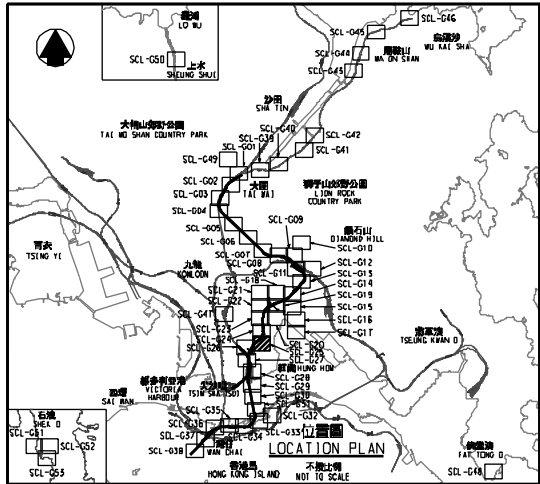 羅湖
LO WU
SCL-G50
上水
SHEUNG SHUI
SCL-G46
SCL-G45
烏溪沙
WU KAI SHA
SCL-G44
馬鞍山
MA ON SHAN
SCL-G43
沙田
SHA TIN
大帽山郊野公園
TAI MO SHAN COUNTRY PARK
SCL-G40
SCL-G39
SCL-G42
SCL-G01
SCL-G41
SCL-G49
SCL-G02
大圍
TAI WAI
獅子山郊野公園
LION ROCK
COUNTRY PARK
SCL-G03
SCL-G04
SCL-G05
SCL-G09
鑽石山
DIAMOND HILL
SCL-G06
SCL-G10
青衣
TSING YI
SCL-G07
SCL-G08
SCL-G11
SCL-G12
SCL-G13
九龍
KOWLOON
SCL-G18
SCL-G14
SCL-G21
SCL-G19
SCL-G22
SCL-G15
SCL-G47
SCL-G16
SCL-G23
SCL-G17
將軍澳
TSEUNG KWAN O
SCL-G24
SCL-G20
SCL-G25
SCL-G26
SCL-G27
紅磡 HUNG HOM
維多利亞港
VICTORIA
HARBOUR
尖沙咀
TSIM SHA TSUI
SCL-G28
SCL-G29
SCL-G30
西環
SAI WAN
SCL-G35
SCL-G32
SCL-G36
SCL-G37
SCL-G34
SCL-G33
SCL-G38
灣仔
WAN CHAI
香港島
HONG KONG ISLAND
石澳
SHEK O
SCL-G51
SCL-G52
SCL-G53
位置圖
LOCATION PLAN
不按比例
NOT TO SCALE
佛堂澳
FAT TONG O
SCL-G48